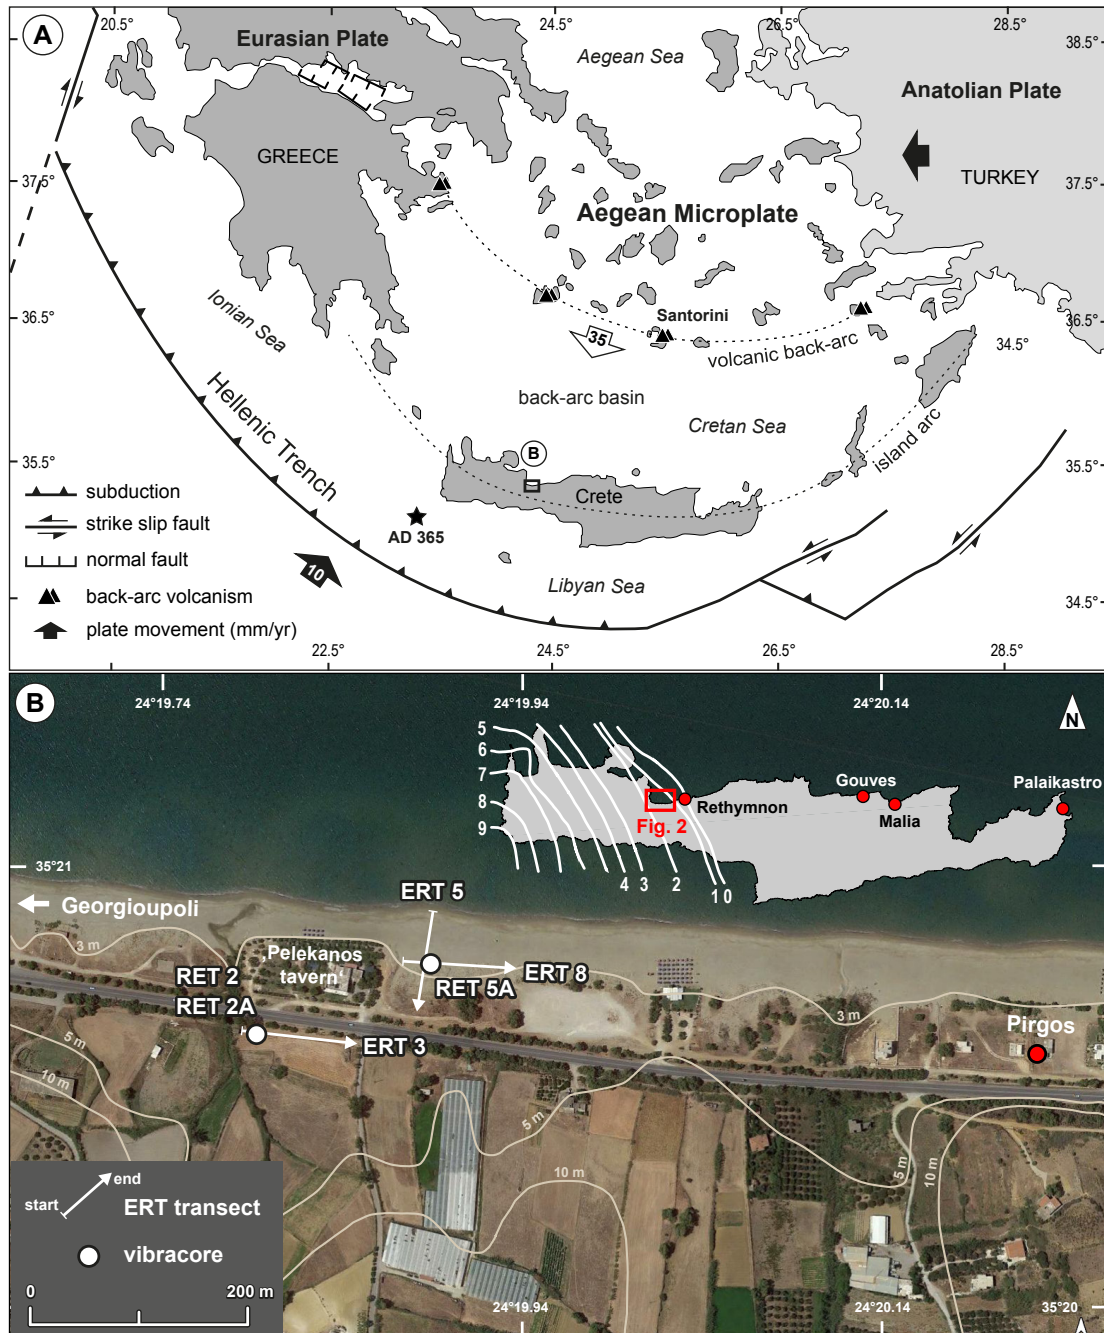 A
20.5°
24.5°
26.5°
28.5°
38.5°
Eurasian Plate
Aegean Sea
Anatolian Plate
GREECE
TURKEY
37.5°
37.5°
Aegean Microplate
Ionian Sea
Santorini
36.5°
36.5°
35
volcanic back-arc
34.5°
back-arc basin
Hellenic Trench
Cretan Sea
island arc
B
35.5°
35.5°
Crete
subduction
strike slip fault
AD 365
normal fault
10
Libyan Sea
back-arc volcanism
34.5°
plate movement (mm/yr)
22.5°
24.5°
26.5°
28.5°
B
24°19.74
24°19.94
24°20.14
N
5
6
7
8
9
Gouves
Palaikastro
Rethymnon
Malia
Fig. 2
4
3
2
1
0
35°21
ERT 5
Georgioupoli
3 m
‚Pelekanos
tavern‘
RET 2
ERT 8
RET 5A
RET 2A
3 m
Pirgos
ERT 3
5 m
10 m
5 m
10 m
5 m
10 m
end
start
ERT transect
vibracore
0
200 m
24°19.94
24°20.14
35°20